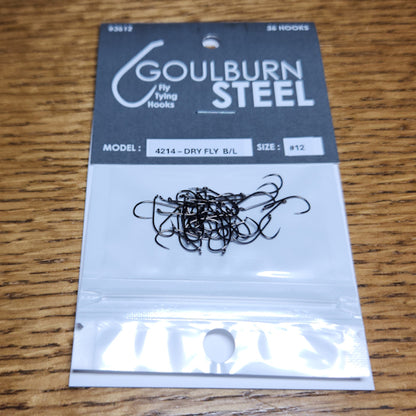 93612 36 HOOKS
GOULBURN
Fly
Tying
Hooks
STEEL
MODEL : 4214 – DRY FLY B/L SIZE : #12